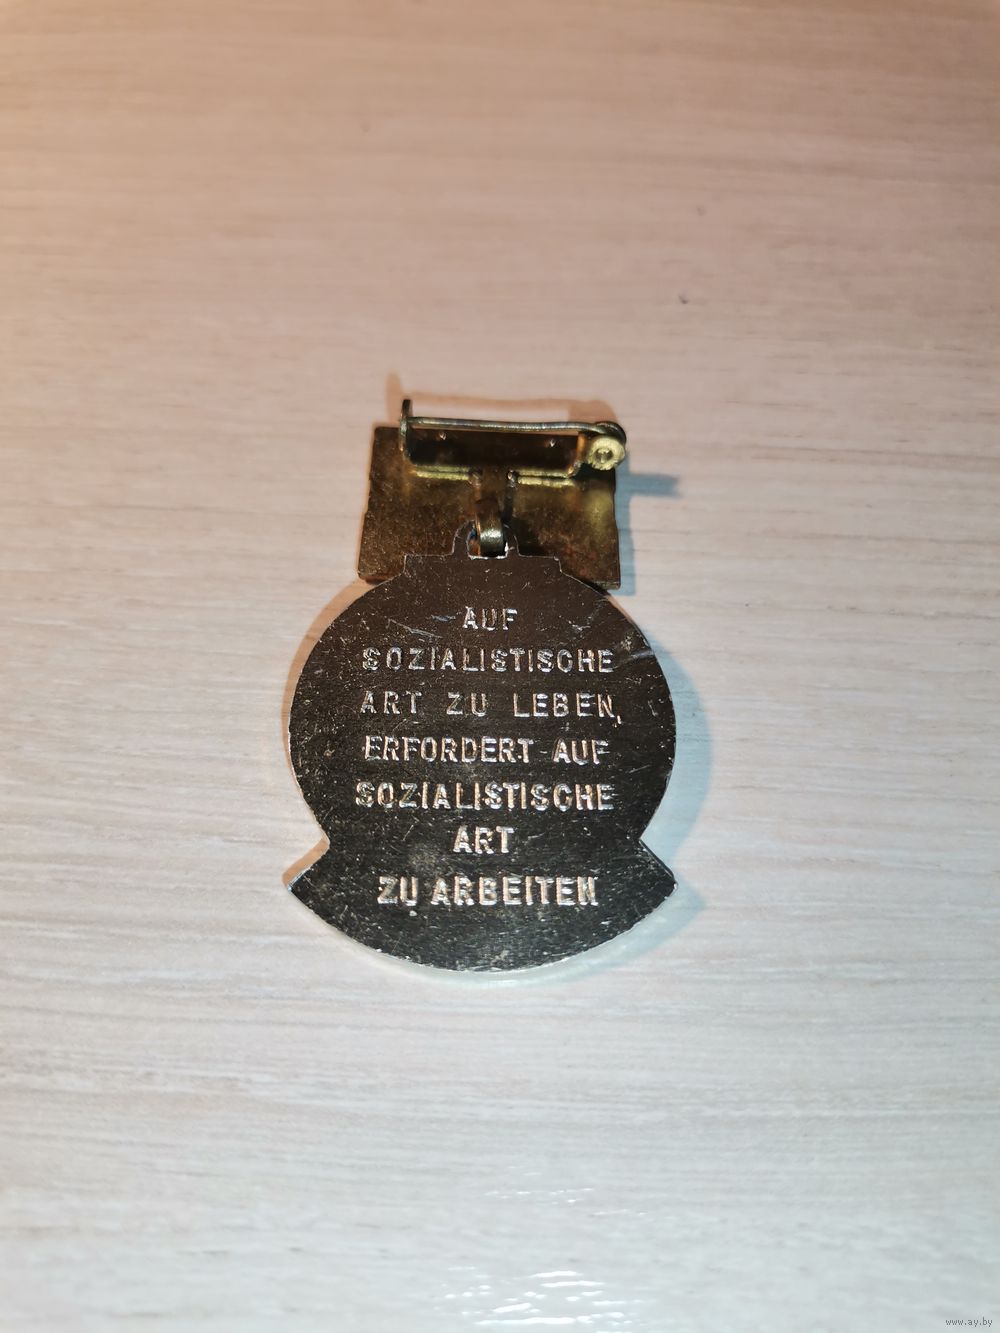 AUF
SOZIALISTISCHE
ART ZU LEBEN,
ERFORDERT AUF
SOZIALISTISCHE
ART
ZU ARBEITEN
www.ay.by